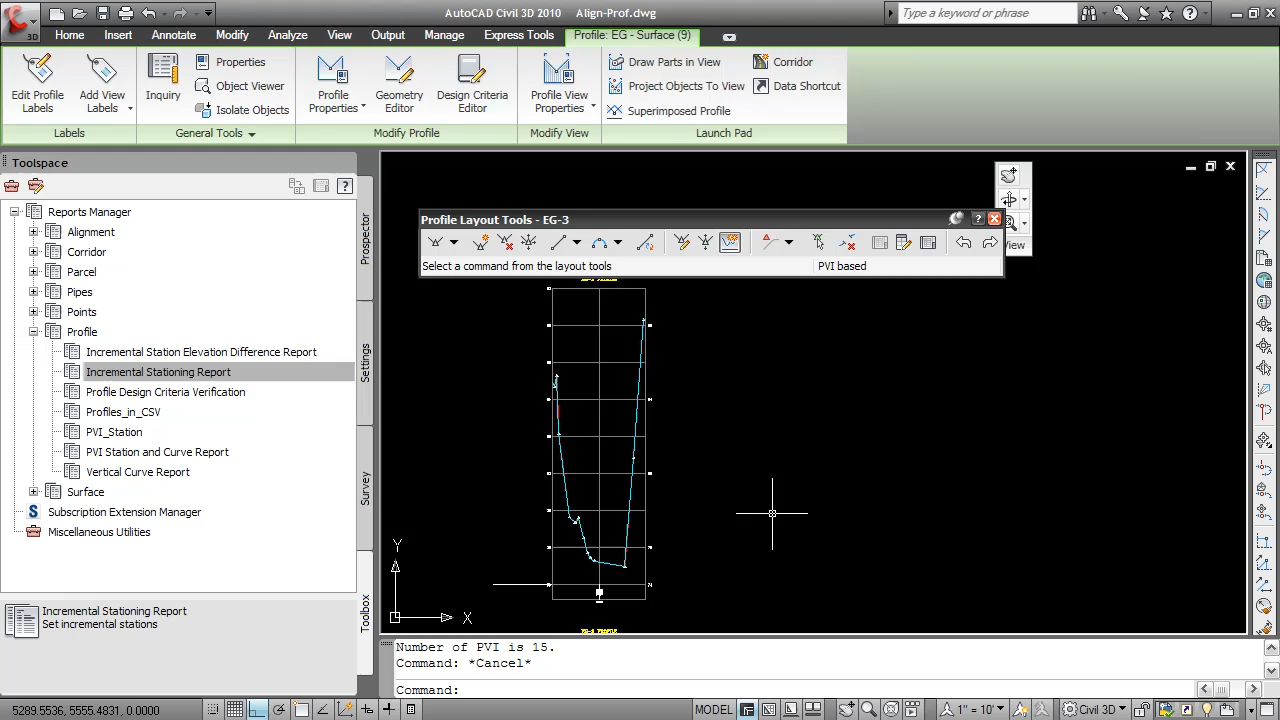 AutoCAD Civil 3D 2010    Align-Prof.dwg
Type a keyword or phrase
3D
Home    Insert    Annotate    Modify    Analyze    View    Output    Manage    Express Tools    Profile: EG - Surface (9)
Edit Profile Labels
Add View Labels
Inquiry
Properties
Object Viewer
Isolate Objects
Profile Properties
Geometry Editor
Design Criteria Editor
Profile View Properties
Draw Parts in View
Project Objects To View
Superimposed Profile
Corridor
Data Shortcut
Labels    General Tools    Modify Profile    Modify View    Launch Pad
Toolspace
Reports Manager
Alignment
Corridor
Parcel
Pipes
Points
Profile
Incremental Station Elevation Difference Report
Incremental Stationing Report
Profile Design Criteria Verification
Profiles_in_CSV
PVI_Station
PVI Station and Curve Report
Vertical Curve Report
Surface
Subscription Extension Manager
Miscellaneous Utilities
Prospector
Settings
Survey
Toolbox
Incremental Stationing Report
Set incremental stations
Profile Layout Tools - EG-3
Select a command from the layout tools    PVI based
View
Y
X
Number of PVI is 15.
Command: *Cancel*
Command:
5289.5536, 5555.4831, 0.0000
MODEL
1" = 10'
Civil 3D